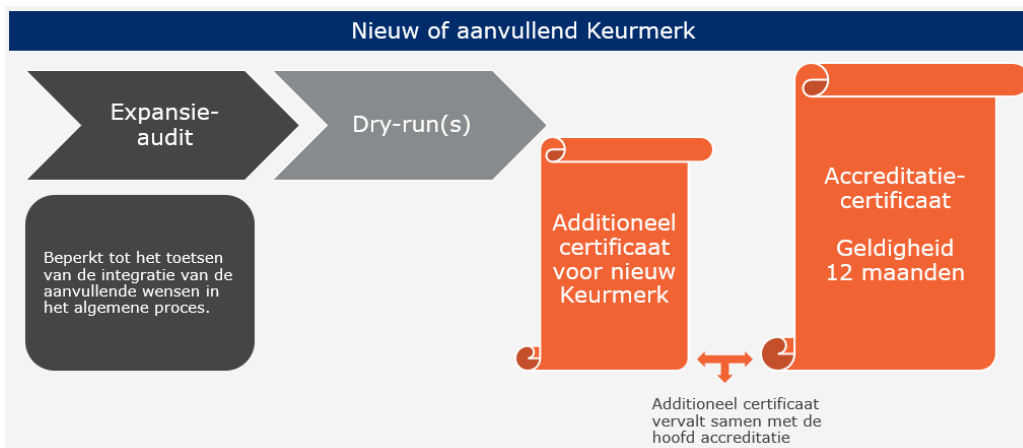 Nieuw of aanvullend Keurmerk
Expansie-
audit
Dry-run(s)
Beperkt tot het toetsen
van de integratie van de
aanvullende wensen in
het algemene proces.
Additioneel
certificaat
voor nieuw
Keurmerk
Accreditatie-
certificaat
Geldigheid
12 maanden
Additioneel certificaat
vervalt samen met de
hoofd accreditatie